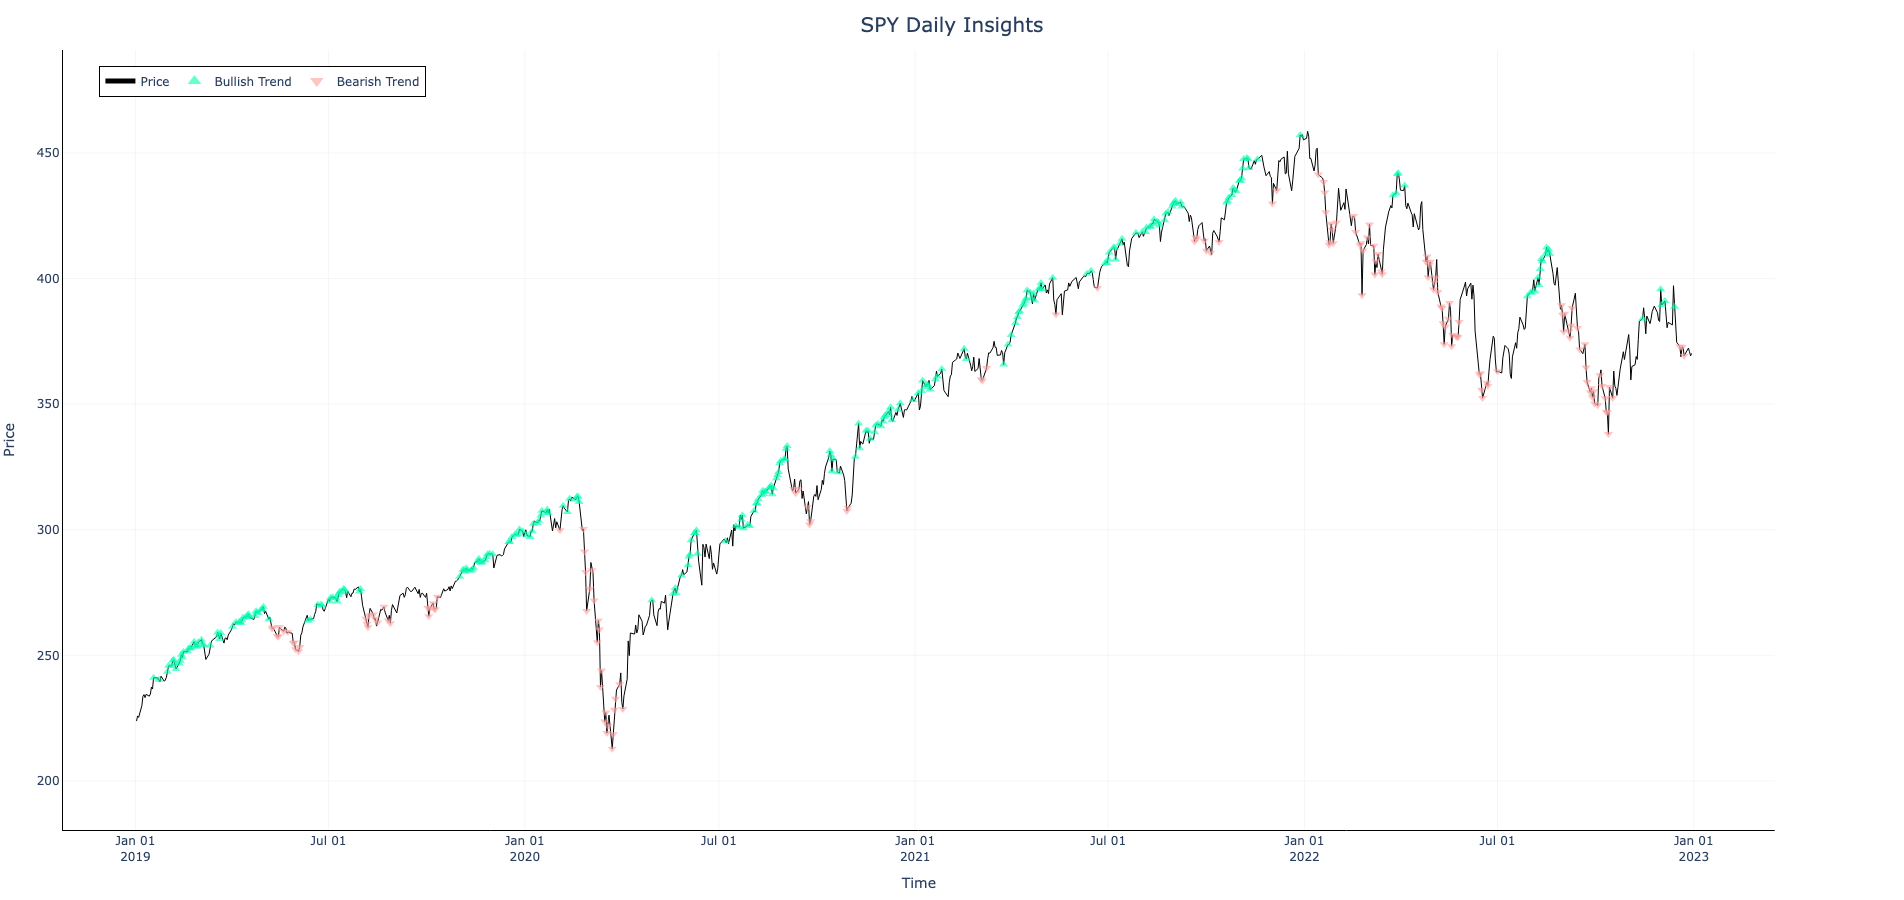 SPY Daily Insights
Price Bullish Trend Bearish Trend
450
400
350
300
250
200
Price
Jan 01 Jul 01 Jan 01 Jul 01 Jan 01 Jul 01 Jan 01 Jul 01 Jan 01
2019 2020 2021 2022 2023
Time